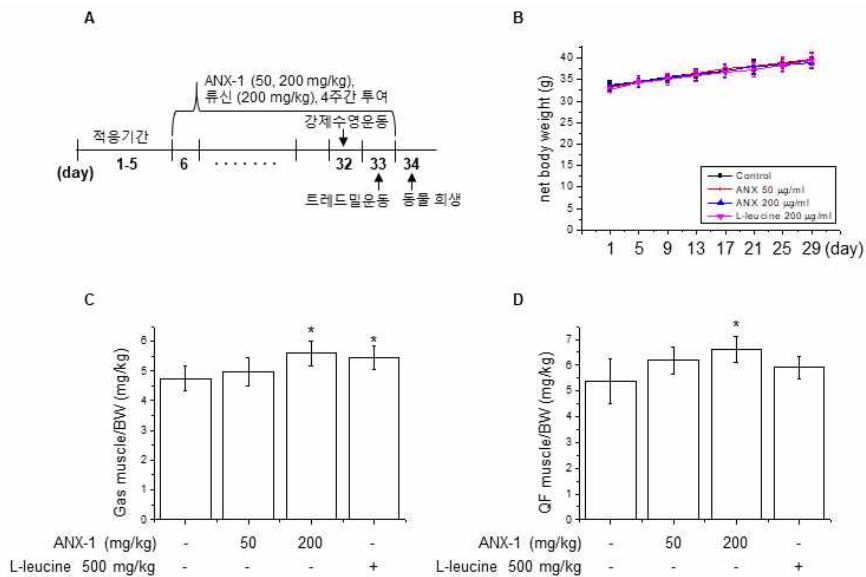 A
ANX-1 (50, 200 mg/kg),
류신 (200 mg/kg), 4주간 투여
강제수영운동
적응기간
(day) 1-5 6 ....... 32 33 34
트레드밀운동 동물 희생
B
net body weight (g)
40
35
30
25
20
15
10
5
0
Control
ANX 50 μg/ml
ANX 200 μg/ml
L-leucine 200 μg/ml
1 5 9 13 17 21 25 29 (day)
C
Gas muscle/BW (mg/kg)
6
5
4
3
2
1
0
* *
ANX-1 (mg/kg) - 50 200 -
L-leucine 500 mg/kg - - - +
D
QF muscle/BW (mg/kg)
7
6
5
4
3
2
1
0
*
ANX-1 (mg/kg) - 50 200 -
L-leucine 500 mg/kg - - - +